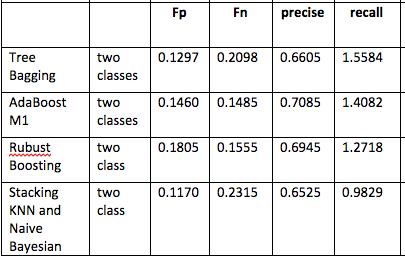 Fp Fn precise recall
Tree two 0.1297 0.2098 0.6605 1.5584
Bagging classes
AdaBoost two 0.1460 0.1485 0.7085 1.4082
M1 classes
Rubust two 0.1805 0.1555 0.6945 1.2718
Boosting class
Stacking two 0.1170 0.2315 0.6525 0.9829
KNN and class
Naive
Bayesian